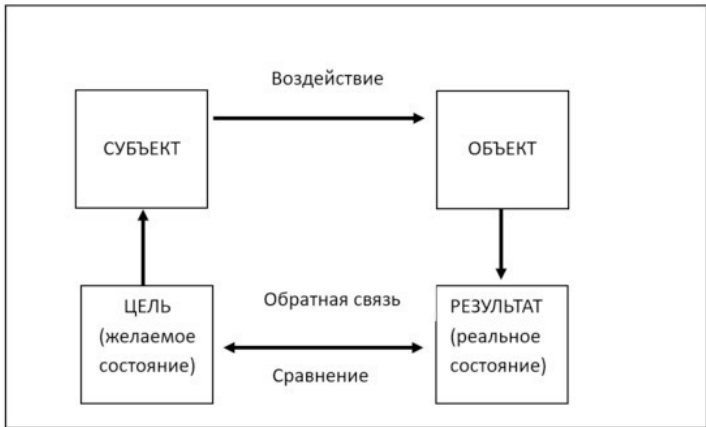 Воздействие
СУБЪЕКТ
ОБЪЕКТ
ЦЕЛЬ
(желаемое
состояние)
Обратная связь
Сравнение
РЕЗУЛЬТАТ
(реальное
состояние)